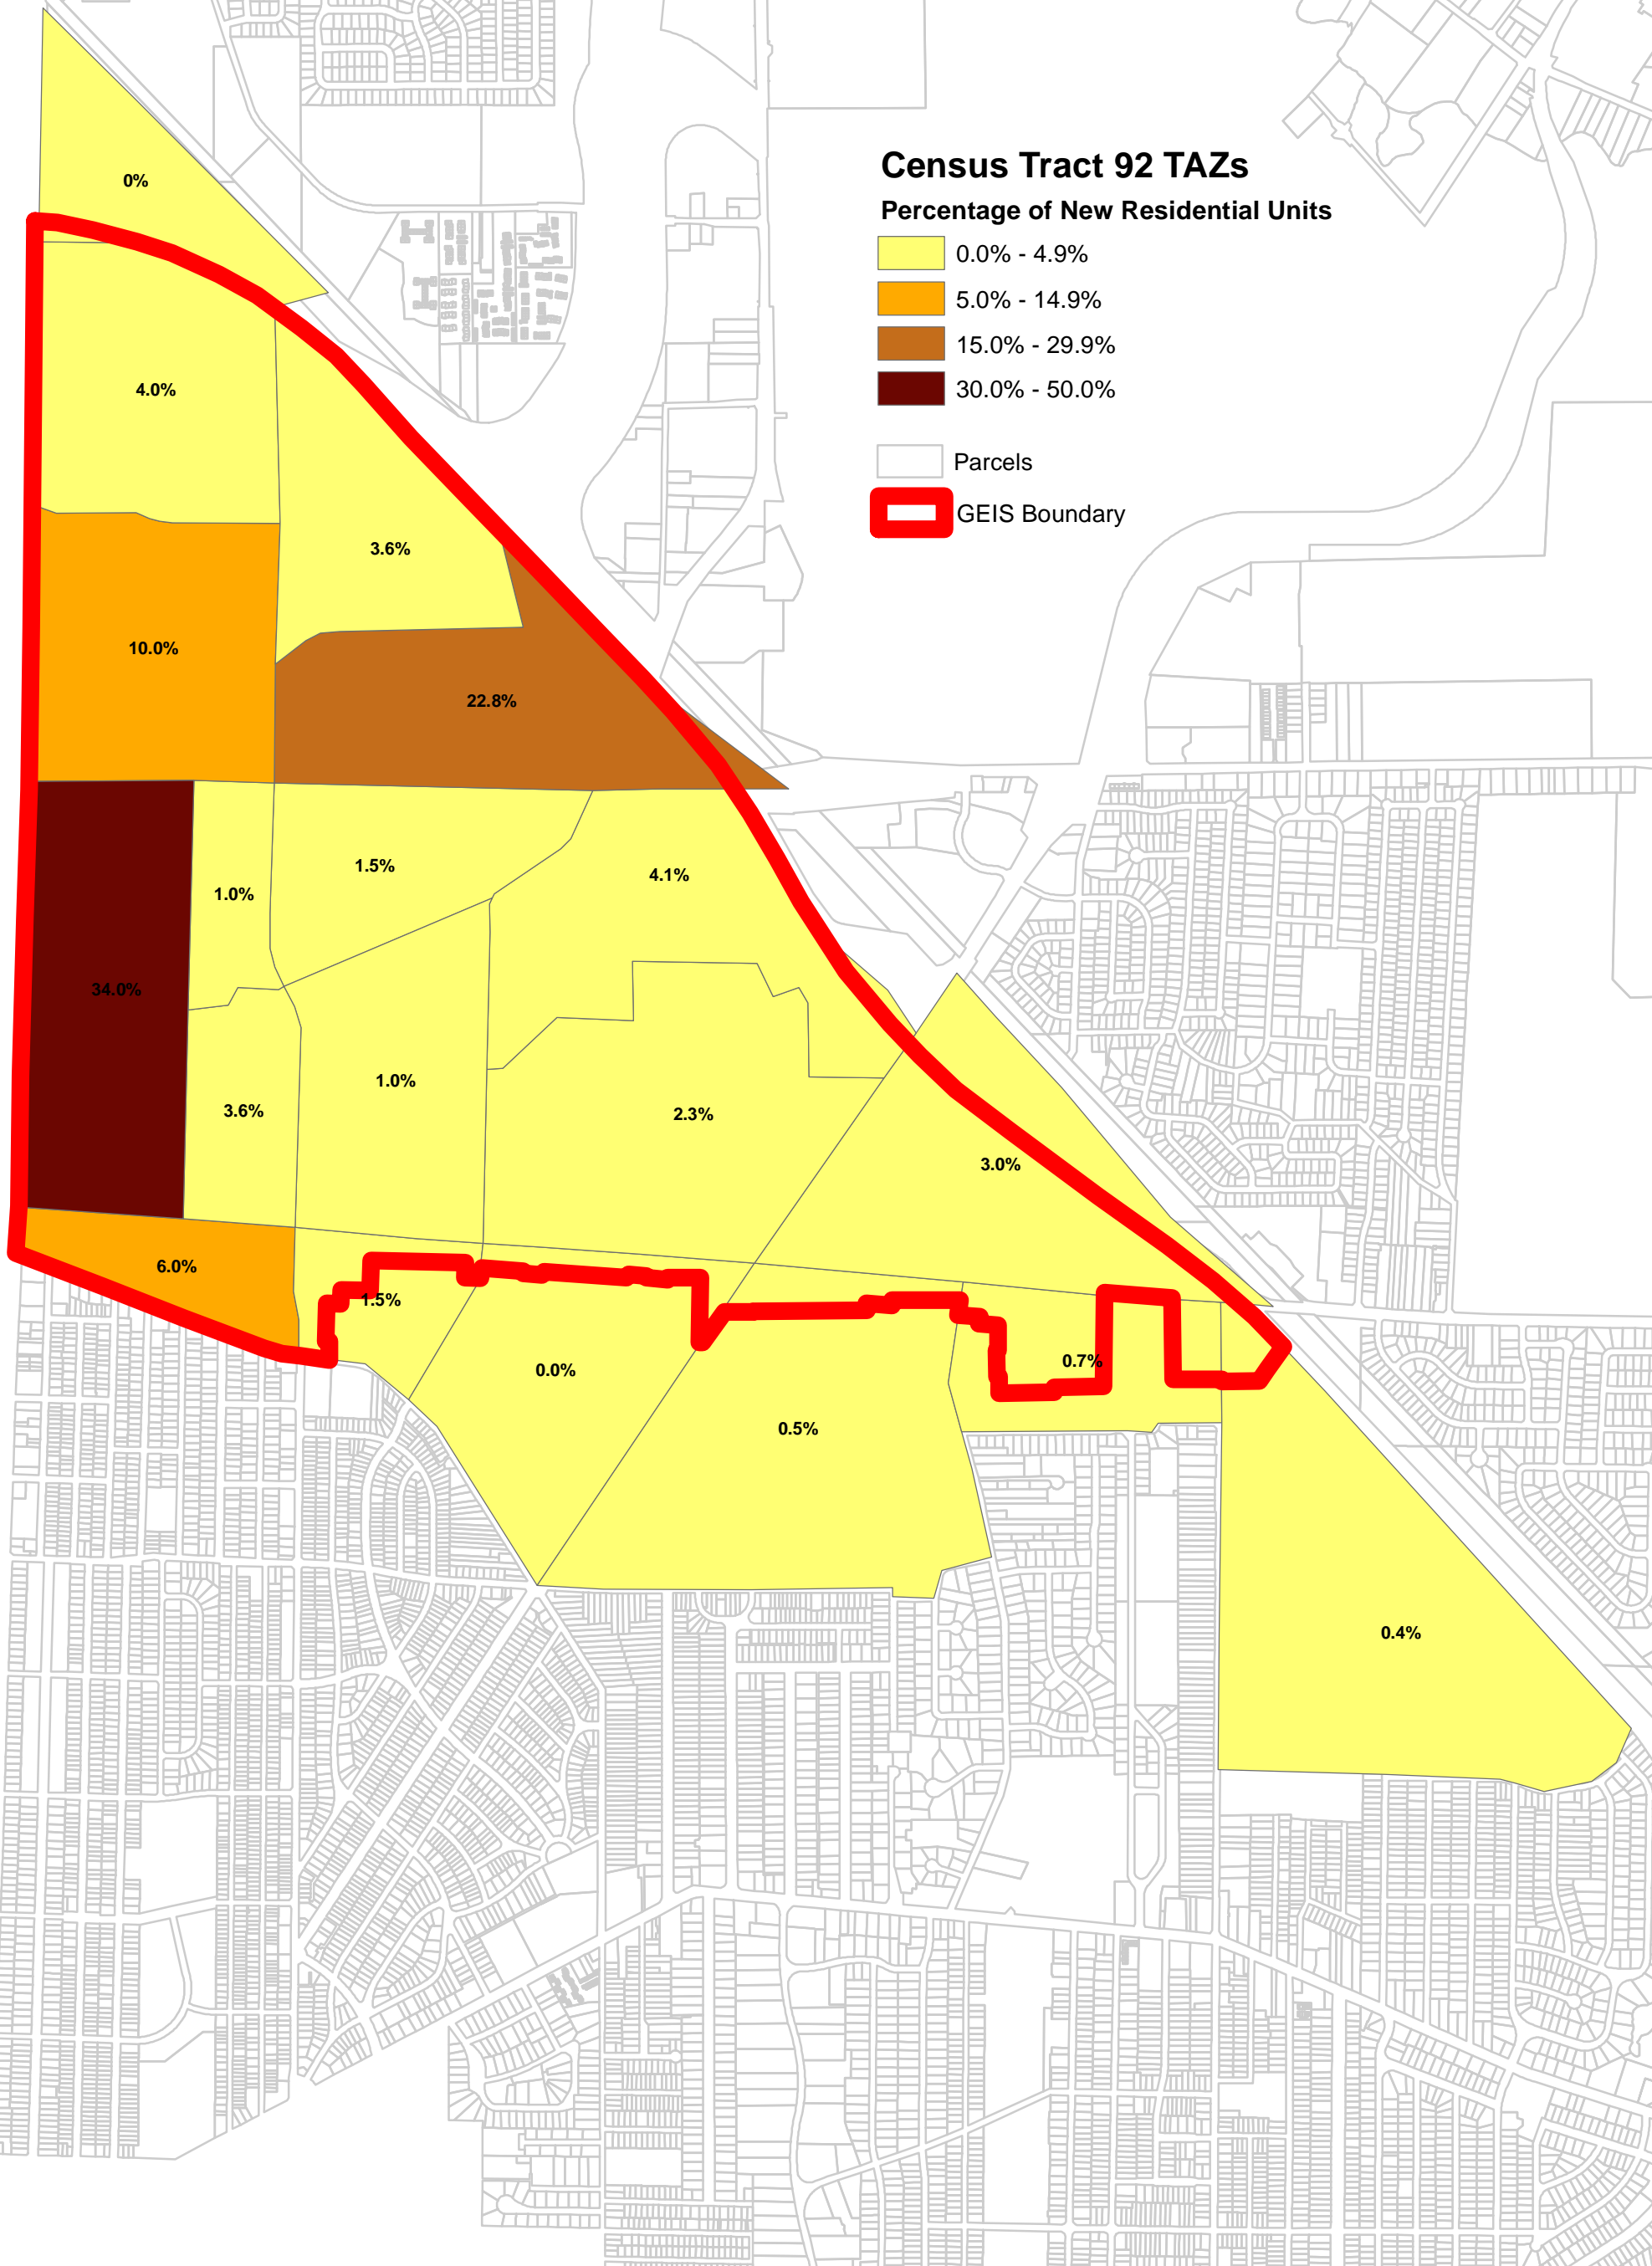 Census Tract 92 TAZs
Percentage of New Residential Units
0.0% - 4.9%
5.0% - 14.9%
15.0% - 29.9%
30.0% - 50.0%
Parcels
GEIS Boundary
0%
4.0%
3.6%
10.0%
22.8%
1.5%
4.1%
1.0%
34.0%
1.0%
3.6%
2.3%
3.0%
6.0%
1.5%
0.0%
0.7%
0.5%
0.4%